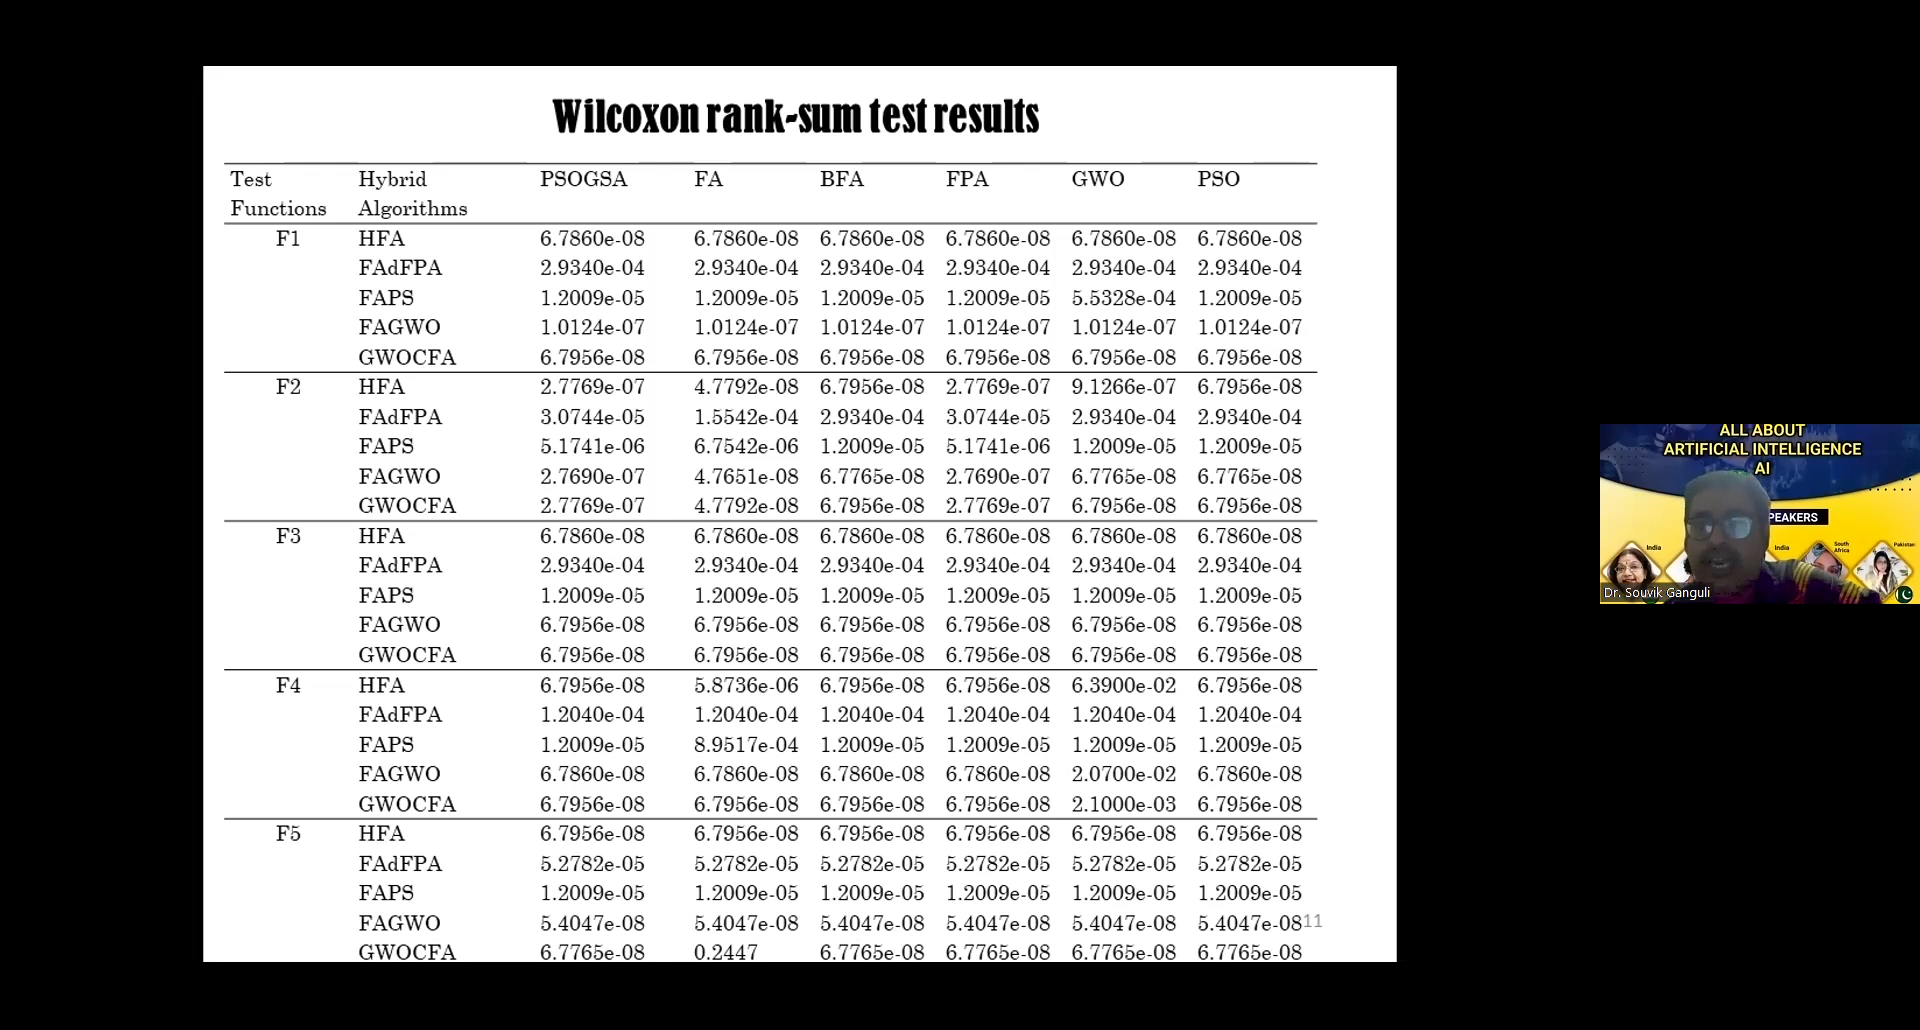 Wilcoxon rank-sum test results
Test Hybrid PSOGSA FA BFA FPA GWO PSO
Functions Algorithms
F1 HFA 6.7860e-08 6.7860e-08 6.7860e-08 6.7860e-08 6.7860e-08 6.7860e-08
FAdFPA 2.9340e-04 2.9340e-04 2.9340e-04 2.9340e-04 2.9340e-04 2.9340e-04
FAPS 1.2009e-05 1.2009e-05 1.2009e-05 1.2009e-05 5.5328e-04 1.2009e-05
FAGWO 1.0124e-07 1.0124e-07 1.0124e-07 1.0124e-07 1.0124e-07 1.0124e-07
GWOCFA 6.7956e-08 6.7956e-08 6.7956e-08 6.7956e-08 6.7956e-08 6.7956e-08
F2 HFA 2.7769e-07 4.7792e-08 6.7956e-08 2.7769e-07 9.1266e-07 6.7956e-08
FAdFPA 3.0744e-05 1.5542e-04 2.9340e-04 3.0744e-05 2.9340e-04 2.9340e-04
FAPS 5.1741e-06 6.7542e-06 1.2009e-05 5.1741e-06 1.2009e-05 1.2009e-05
FAGWO 2.7690e-07 4.7651e-08 6.7765e-08 2.7690e-07 6.7765e-08 6.7765e-08
GWOCFA 2.7769e-07 4.7792e-08 6.7956e-08 2.7769e-07 6.7956e-08 6.7956e-08
F3 HFA 6.7860e-08 6.7860e-08 6.7860e-08 6.7860e-08 6.7860e-08 6.7860e-08
FAdFPA 2.9340e-04 2.9340e-04 2.9340e-04 2.9340e-04 2.9340e-04 2.9340e-04
FAPS 1.2009e-05 1.2009e-05 1.2009e-05 1.2009e-05 1.2009e-05 1.2009e-05
FAGWO 6.7956e-08 6.7956e-08 6.7956e-08 6.7956e-08 6.7956e-08 6.7956e-08
GWOCFA 6.7956e-08 6.7956e-08 6.7956e-08 6.7956e-08 6.7956e-08 6.7956e-08
F4 HFA 6.7956e-08 5.8736e-06 6.7956e-08 6.7956e-08 6.3900e-02 6.7956e-08
FAdFPA 1.2040e-04 1.2040e-04 1.2040e-04 1.2040e-04 1.2040e-04 1.2040e-04
FAPS 1.2009e-05 8.9517e-04 1.2009e-05 1.2009e-05 1.2009e-05 1.2009e-05
FAGWO 6.7860e-08 6.7860e-08 6.7860e-08 6.7860e-08 2.0700e-02 6.7860e-08
GWOCFA 6.7956e-08 6.7956e-08 6.7956e-08 6.7956e-08 2.1000e-03 6.7956e-08
F5 HFA 6.7956e-08 6.7956e-08 6.7956e-08 6.7956e-08 6.7956e-08 6.7956e-08
FAdFPA 5.2782e-05 5.2782e-05 5.2782e-05 5.2782e-05 5.2782e-05 5.2782e-05
FAPS 1.2009e-05 1.2009e-05 1.2009e-05 1.2009e-05 1.2009e-05 1.2009e-05
FAGWO 5.4047e-08 5.4047e-08 5.4047e-08 5.4047e-08 5.4047e-08 5.4047e-08
11
GWOCFA 6.7765e-08 0.2447 6.7765e-08 6.7765e-08 6.7765e-08 6.7765e-08
ALL ABOUT
ARTIFICIAL INTELLIGENCE
AI
PEAKERS
India
India
South
Africa
Pakistan
Dr. Souvik Ganguli